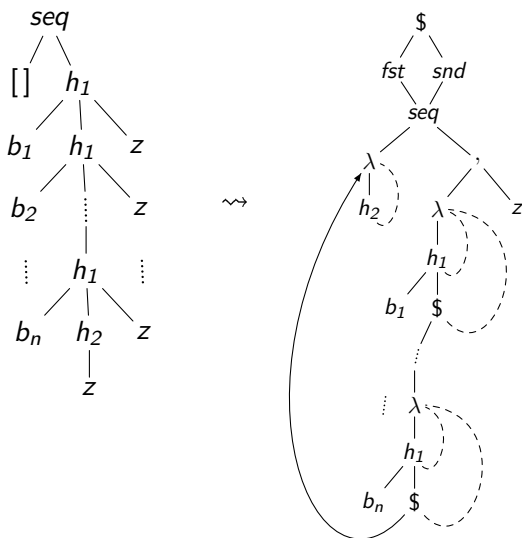 seq
[ ] h1
b1 h1 z
b2 z
h1
bn h2 z
z
⇝
$
fst snd
seq
λ ,
h2 λ z
h1
b1 $
λ
h1
bn $